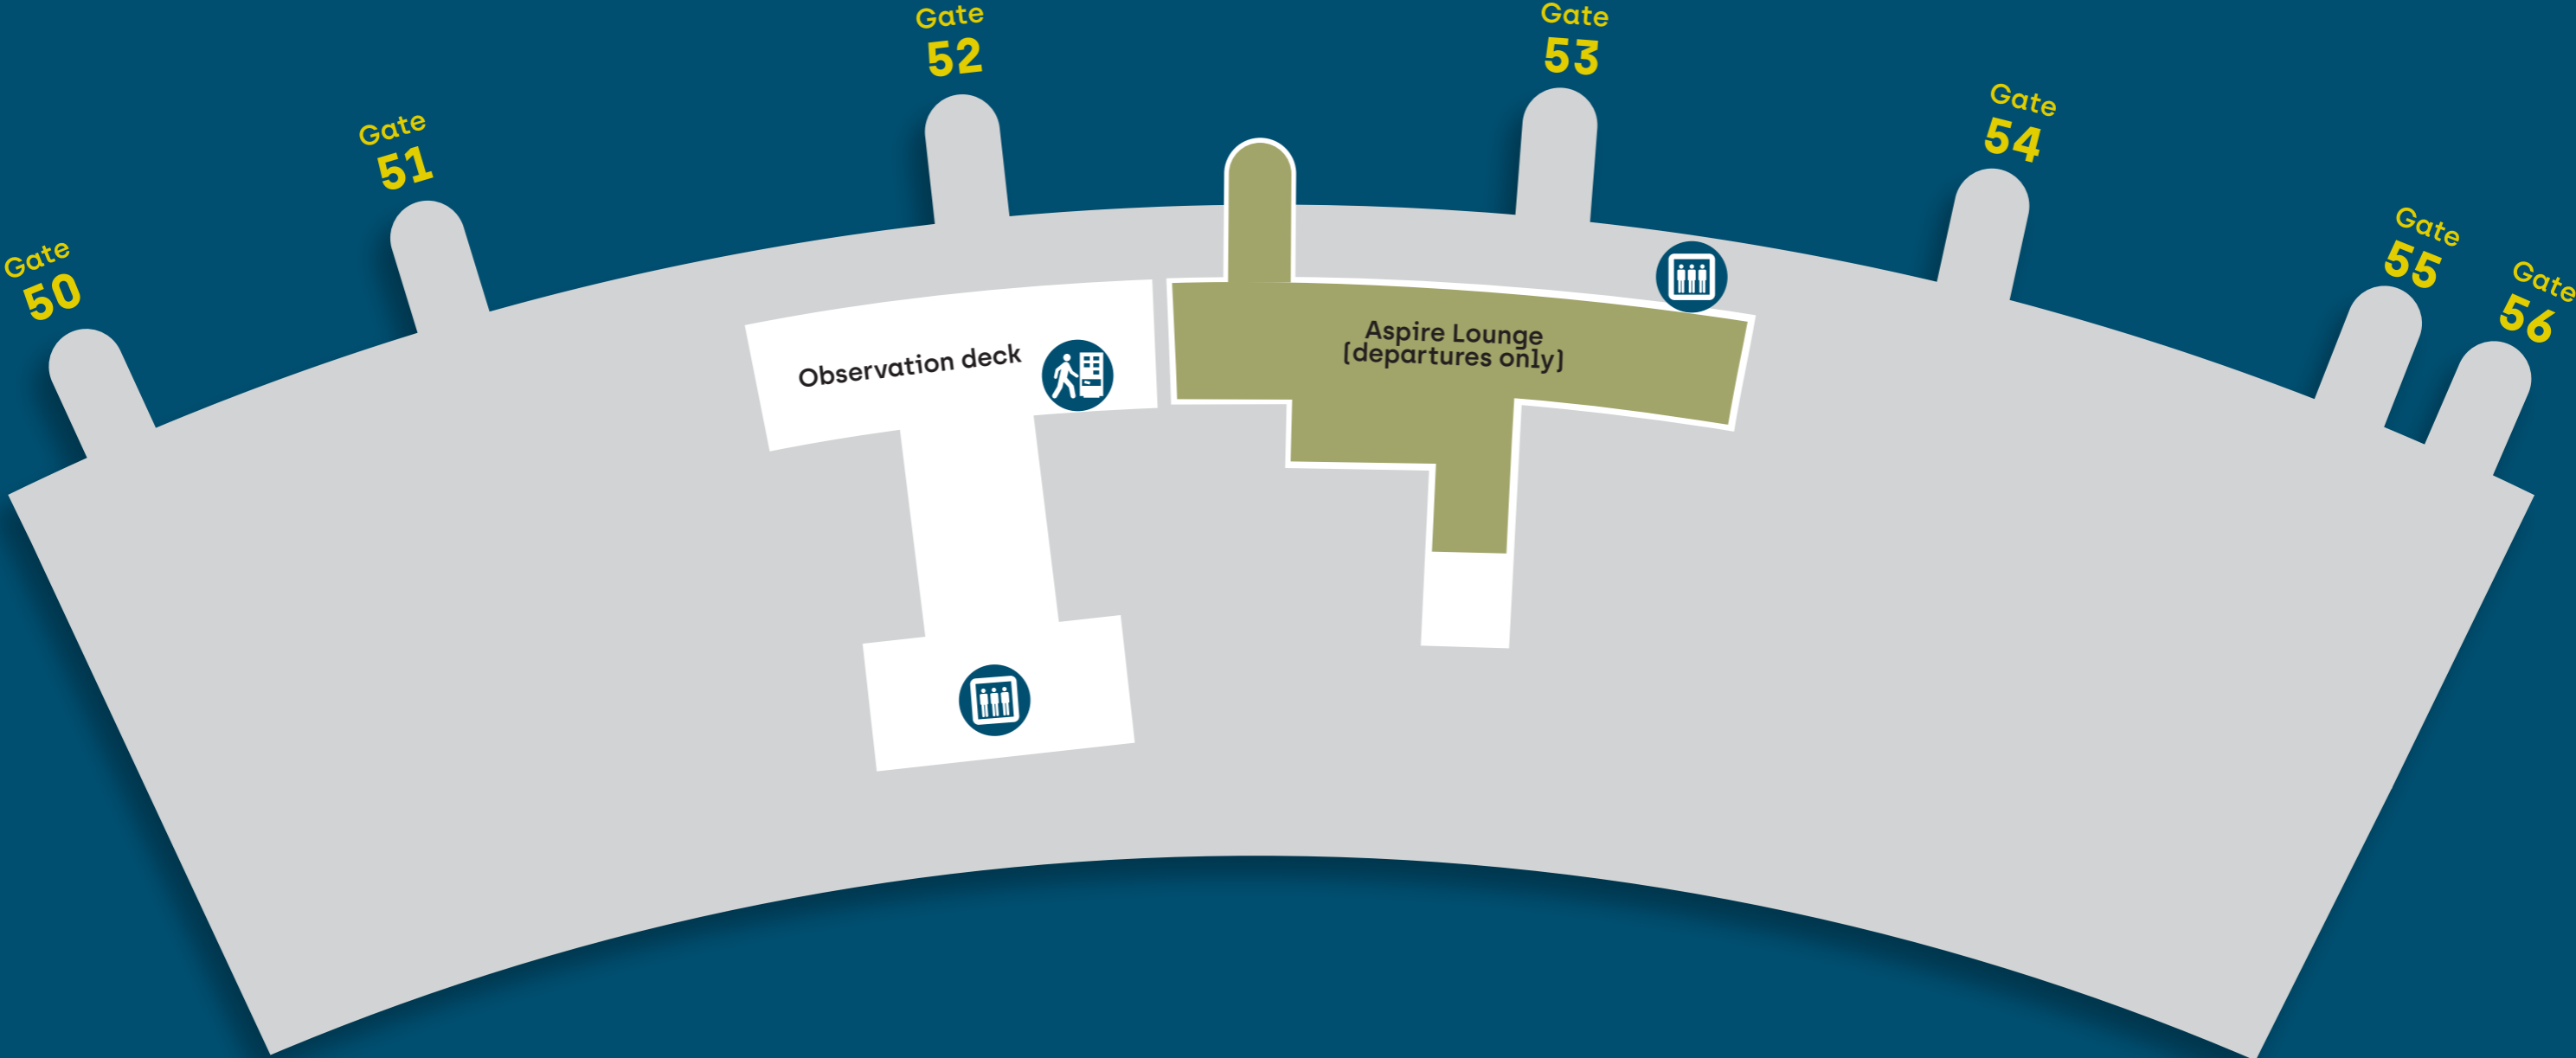 Gate
50
Gate
51
Gate
52
Gate
53
Gate
54
Gate
55
Gate
56
Observation deck
Aspire Lounge
(departures only)